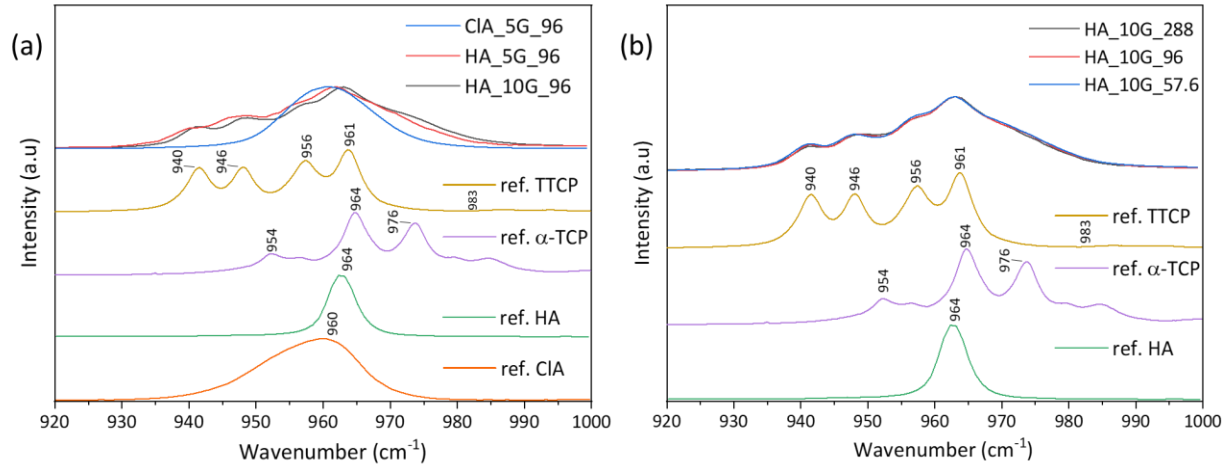 (a)
ClA_5G_96
HA_5G_96
HA_10G_96
940
946
956
961
983
ref. TTCP
954
964
976
ref. α-TCP
964
ref. HA
960
ref. ClA
Intensity (a.u)
920 930 940 950 960 970 980 990 1000
Wavenumber (cm⁻¹)
(b)
HA_10G_288
HA_10G_96
HA_10G_57.6
940
946
956
961
983
ref. TTCP
954
964
976
ref. α-TCP
964
ref. HA
Intensity (a.u)
920 930 940 950 960 970 980 990 1000
Wavenumber (cm⁻¹)